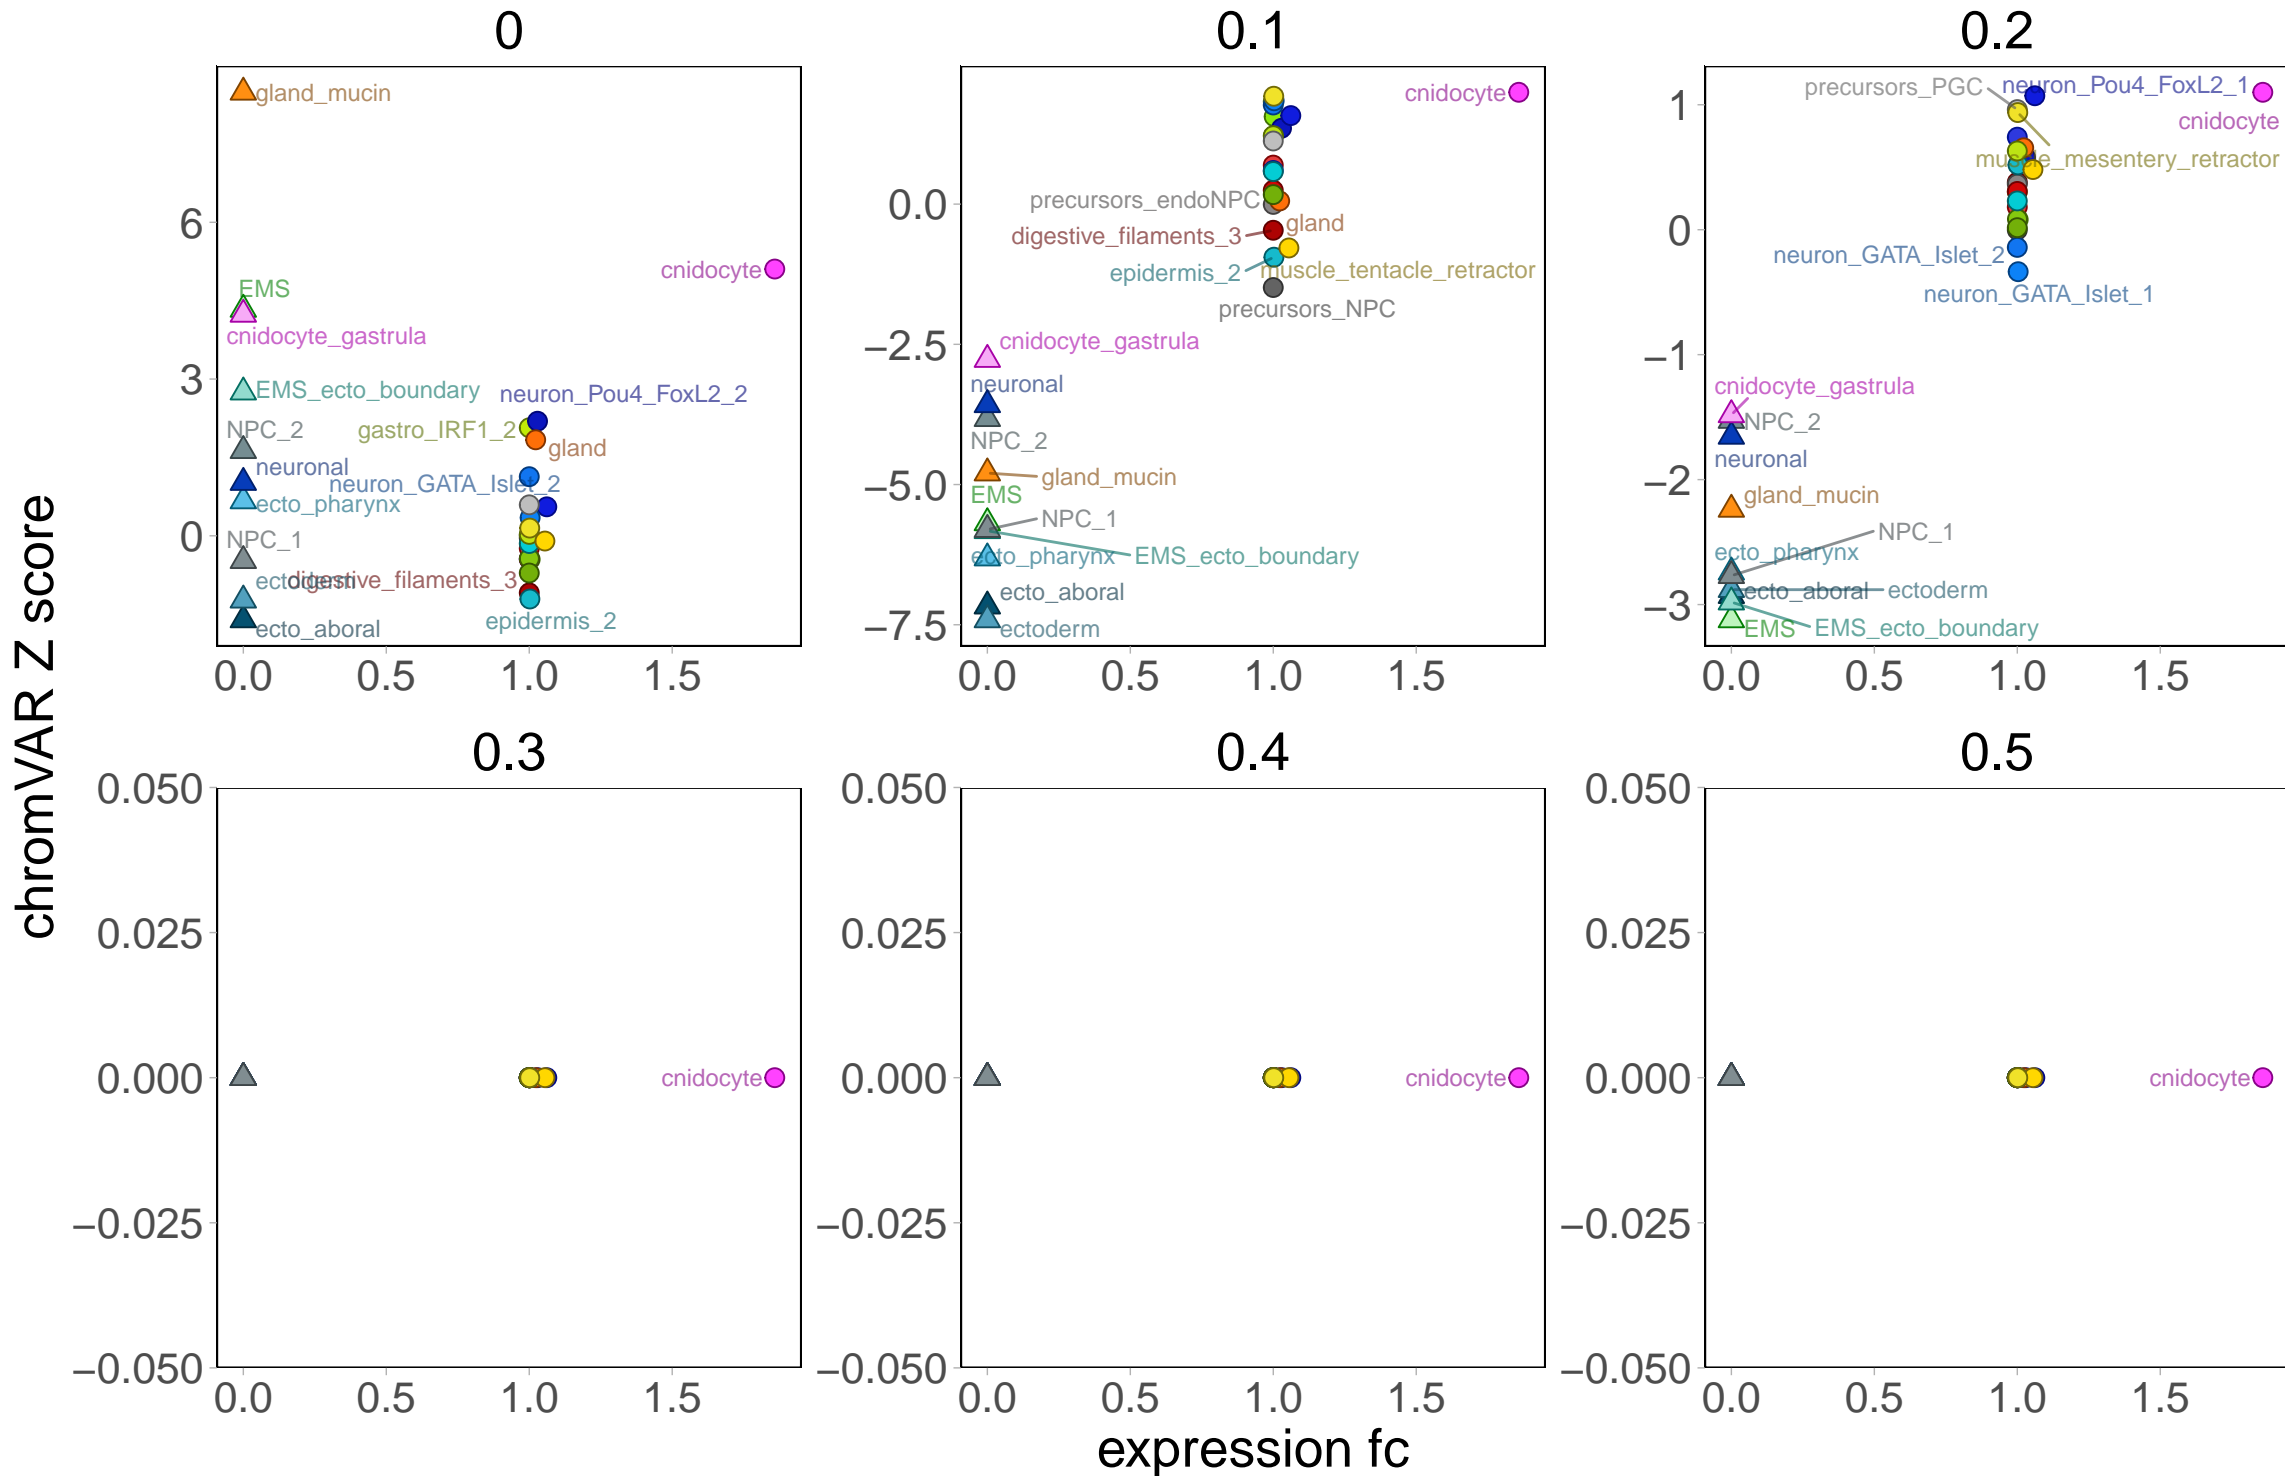 0
0.1
0.2
gland_mucin
EMS
cnidocyte_gastrula
EMS_ecto_boundary
NPC_2
neuronal
ecto_pharynx
NPC_1
ectoderm
ecto_aboral
cnidocyte
neuron_Pou4_FoxL2_2
gastro_IRF1_2
gland
neuron_GATA_Islet_2
digestive_filaments_3
epidermis_2
6
3
0
0.0
0.5
1.0
1.5
cnidocyte
precursors_endoNPC
gland
digestive_filaments_3
epidermis_2
muscle_tentacle_retractor
precursors_NPC
cnidocyte_gastrula
neuronal
NPC_2
gland_mucin
EMS
NPC_1
ecto_pharynx
EMS_ecto_boundary
ecto_aboral
ectoderm
0.0
−2.5
−5.0
−7.5
0.0
0.5
1.0
1.5
precursors_PGC
neuron_Pou4_FoxL2_1
cnidocyte
muscle_mesentery_retractor
neuron_GATA_Islet_2
neuron_GATA_Islet_1
cnidocyte_gastrula
NPC_2
neuronal
gland_mucin
NPC_1
ecto_pharynx
ecto_aboral
ectoderm
EMS
EMS_ecto_boundary
1
0
−1
−2
−3
0.0
0.5
1.0
1.5
chromVAR Z score
0.3
0.4
0.5
0.050
0.025
0.000
−0.025
−0.050
cnidocyte
0.0
0.5
1.0
1.5
0.050
0.025
0.000
−0.025
−0.050
cnidocyte
0.0
0.5
1.0
1.5
0.050
0.025
0.000
−0.025
−0.050
cnidocyte
0.0
0.5
1.0
1.5
expression fc